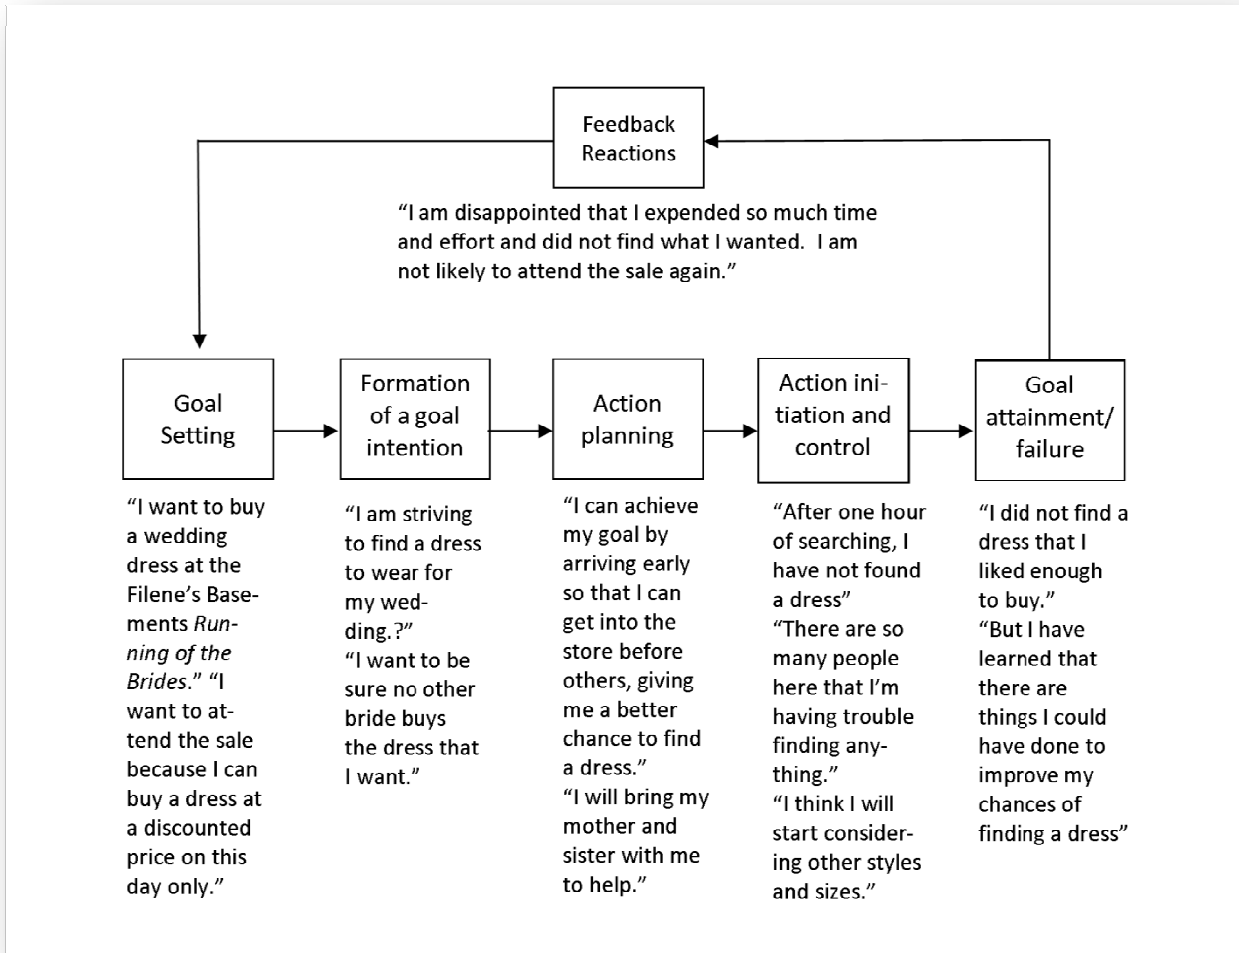 Feedback
Reactions
“I am disappointed that I expended so much time
and effort and did not find what I wanted.  I am
not likely to attend the sale again.”
Goal
Setting
Formation
of a goal
intention
Action
planning
Action ini-
tiation and
control
Goal
attainment/
failure
“I want to buy
a wedding
dress at the
Filene’s Base-
ments Run-
ning of the
Brides.” “I
want to at-
tend the sale
because I can
buy a dress at
a discounted
price on this
day only.”
“I am striving
to find a dress
to wear for
my wed-
ding.?”
“I want to be
sure no other
bride buys
the dress that
I want.”
“I can achieve
my goal by
arriving early
so that I can
get into the
store before
others, giving
me a better
chance to find
a dress.”
“I will bring my
mother and
sister with me
to help.”
“After one hour
of searching, I
have not found
a dress”
“There are so
many people
here that I’m
having trouble
finding any-
thing.”
“I think I will
start consider-
ing other styles
and sizes.”
“I did not find a
dress that I
liked enough
to buy.”
“But I have
learned that
there are
things I could
have done to
improve my
chances of
finding a dress”